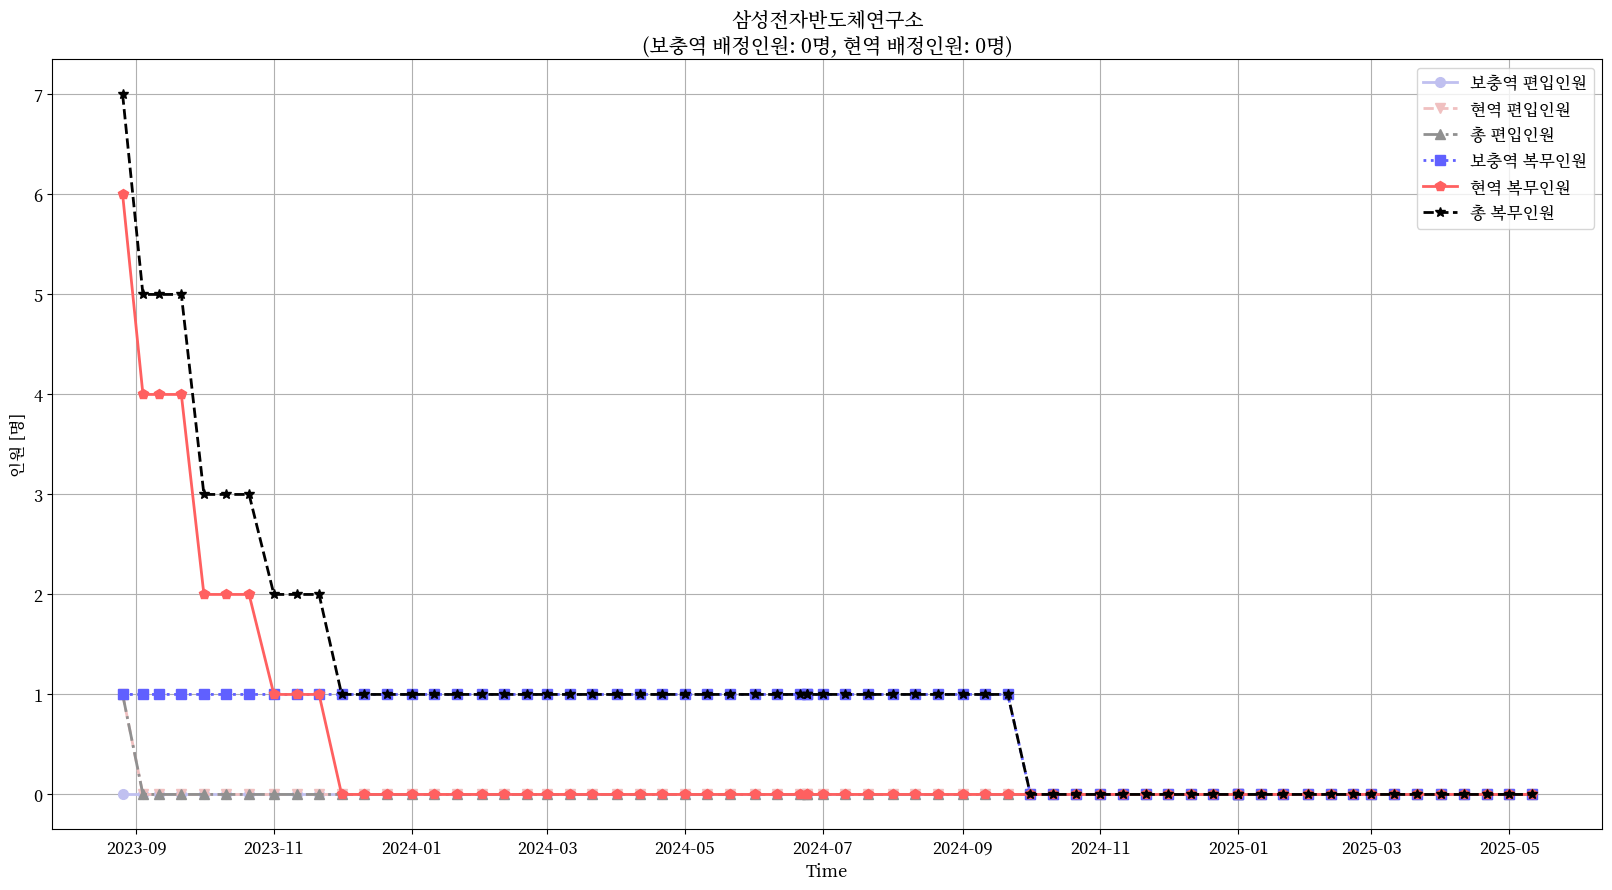 삼성전자반도체연구소
(보충역 배정인원: 0명, 현역 배정인원: 0명)
보충역 편입인원
현역 편입인원
총 편입인원
보충역 복무인원
현역 복무인원
총 복무인원
인원 [명]
7
6
5
4
3
2
1
0
2023-09
2023-11
2024-01
2024-03
2024-05
2024-07
2024-09
2024-11
2025-01
2025-03
2025-05
Time